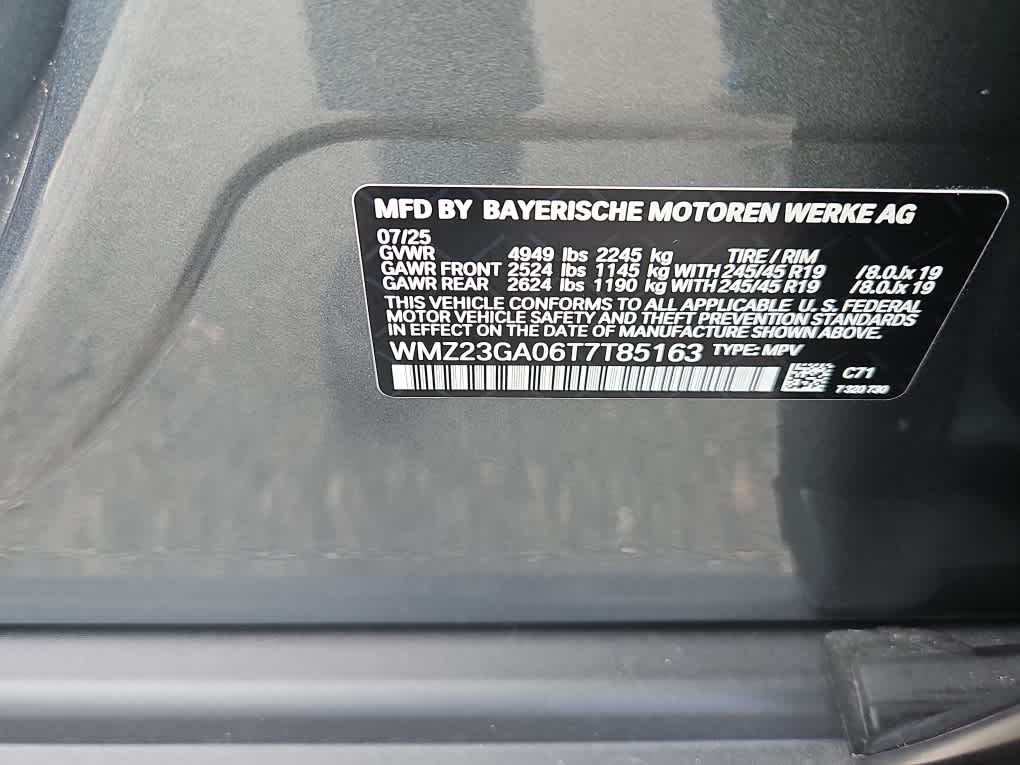 MFD BY BAYERISCHE MOTOREN WERKE AG
07/25
GVWR 4949 lbs 2245 kg TIRE / RIM
GAWR FRONT 2524 lbs 1145 kg WITH 245/45 R19 /8.0Jx 19
GAWR REAR 2624 lbs 1190 kg WITH 245/45 R19 /8.0Jx 19
THIS VEHICLE CONFORMS TO ALL APPLICABLE U.S. FEDERAL
MOTOR VEHICLE SAFETY AND THEFT PREVENTION STANDARDS
IN EFFECT ON THE DATE OF MANUFACTURE SHOWN ABOVE.
WMZ23GA06T7T85163 TYPE: MPV
C71
7 320 730